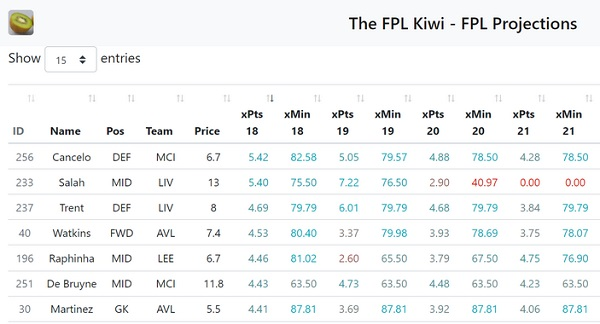 The FPL Kiwi - FPL Projections
Show 15 entries
xPts xMin xPts xMin xPts xMin xPts xMin
ID Name Pos Team Price 18 18 19 19 20 20 21 21
256 Cancelo DEF MCI 6.7 5.42 82.58 5.05 79.57 4.88 78.50 4.28 78.50
233 Salah MID LIV 13 5.40 75.50 7.22 76.50 2.90 40.97 0.00 0.00
237 Trent DEF LIV 8 4.69 79.79 6.01 79.79 4.68 79.79 3.84 79.79
40 Watkins FWD AVL 7.4 4.53 80.40 3.37 79.98 3.93 78.69 3.75 78.07
196 Raphinha MID LEE 6.7 4.46 81.02 2.60 65.50 3.79 67.50 4.75 76.90
251 De Bruyne MID MCI 11.8 4.43 63.50 4.73 63.50 4.48 63.50 4.23 63.50
30 Martinez GK AVL 5.5 4.41 87.81 3.69 87.81 3.92 87.81 4.06 87.81